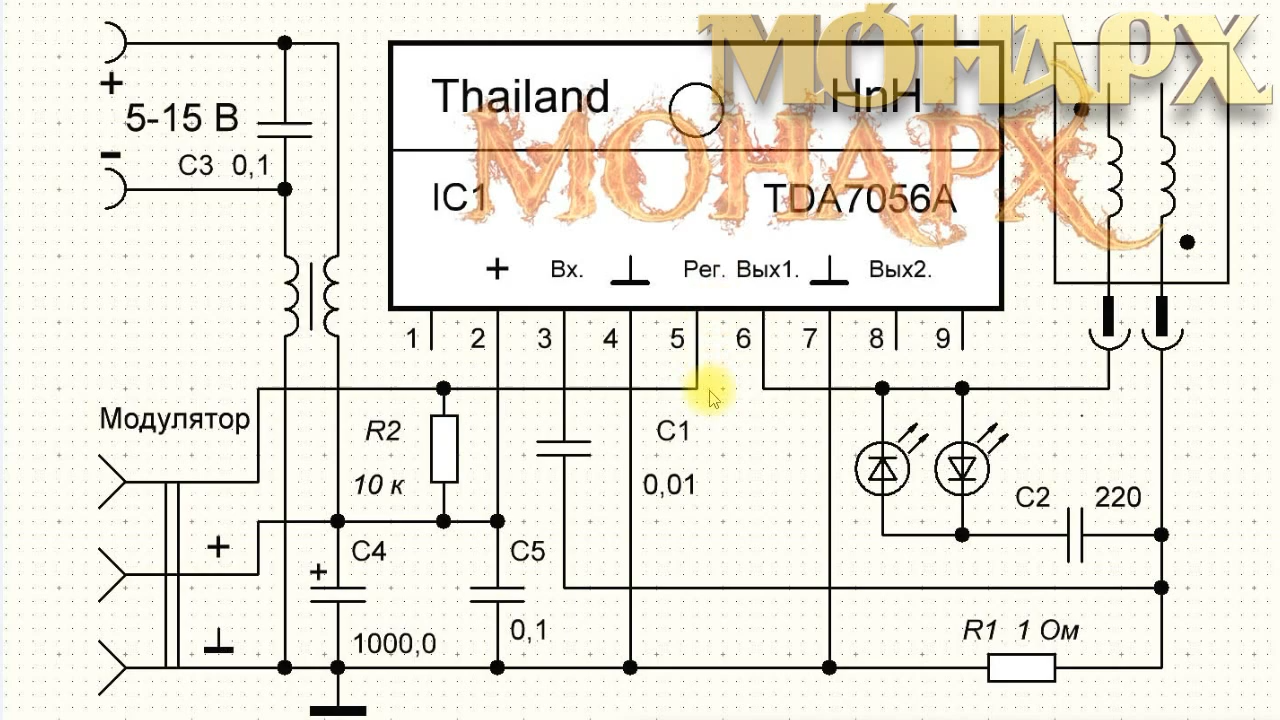 МОНАРХ
+
5-15 В
-
C3 0,1
Thailand
HnH
МОНАРХ
IC1
TDA7056A
+ Вх. Рег. Вых1. Вых2.
1 2 3 4 5 6 7 8 9
Модулятор
R2
10 к
C1
0,01
C2 220
+
C4
C5
+
1000,0
0,1
R1 1 Ом